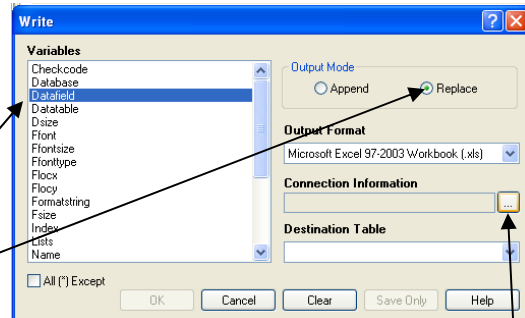 Write
Variables
Checkcode
Database
Datafield
Datatable
Dsize
Ffont
Ffontsize
Ffonttype
Flocx
Flocy
Formatstring
Fsize
Index
Lists
Name
All (*) Except
Output Mode
Append Replace
Output Format
Microsoft Excel 97-2003 Workbook (.xls)
Connection Information
...
Destination Table
OK Cancel Clear Save Only Help